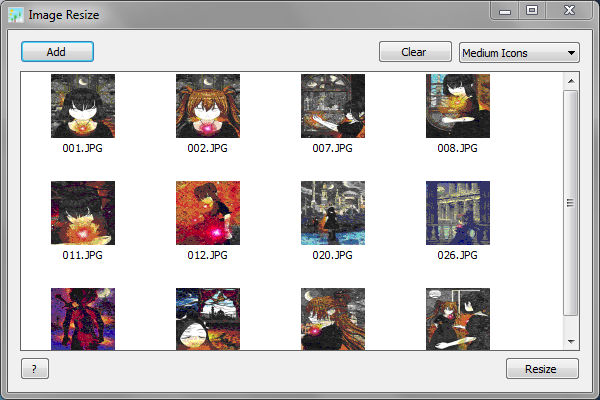 Image Resize
Add
Clear
Medium Icons
001.JPG
002.JPG
007.JPG
008.JPG
011.JPG
012.JPG
020.JPG
026.JPG
?
Resize